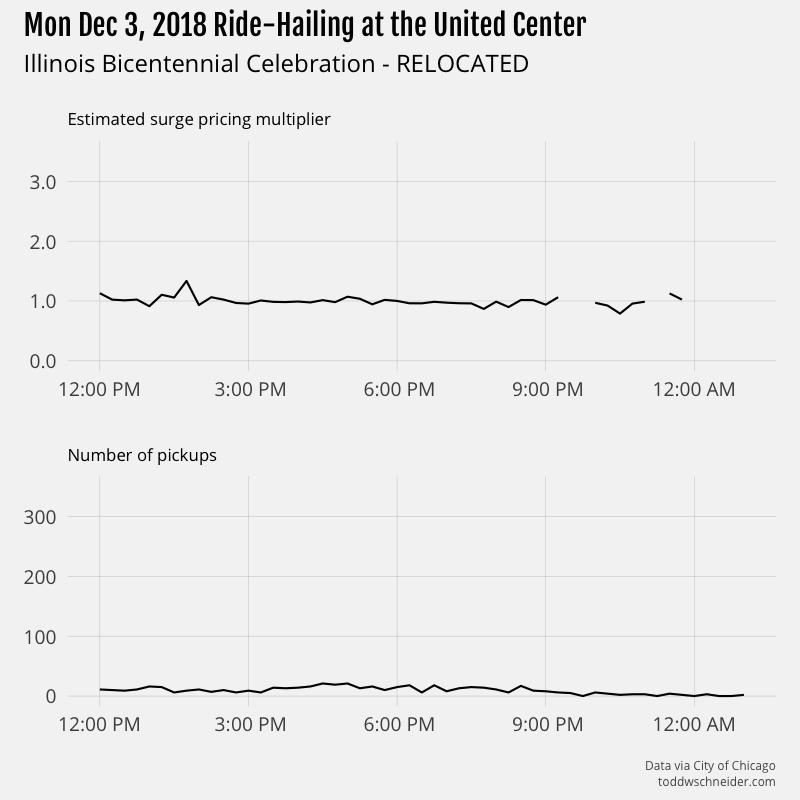 Mon Dec 3, 2018 Ride-Hailing at the United Center
Illinois Bicentennial Celebration - RELOCATED
Estimated surge pricing multiplier
3.0
2.0
1.0
0.0
12:00 PM 3:00 PM 6:00 PM 9:00 PM 12:00 AM
Number of pickups
300
200
100
0
12:00 PM 3:00 PM 6:00 PM 9:00 PM 12:00 AM
Data via City of Chicago
toddwschneider.com